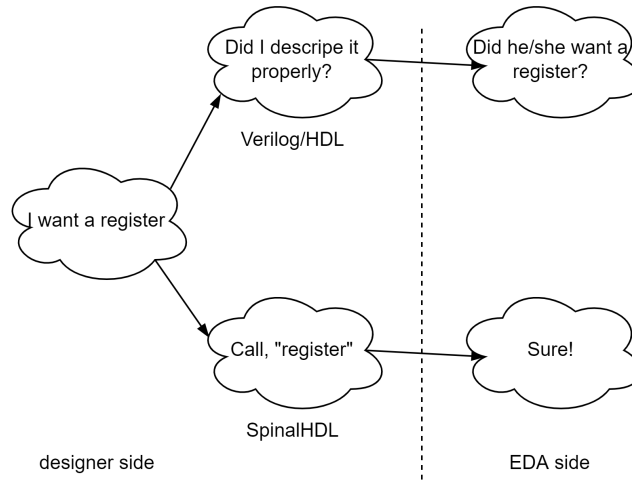 Did I descripe it
properly?
Did he/she want a
register?
Verilog/HDL
I want a register
Call, "register"
Sure!
SpinalHDL
designer side
EDA side